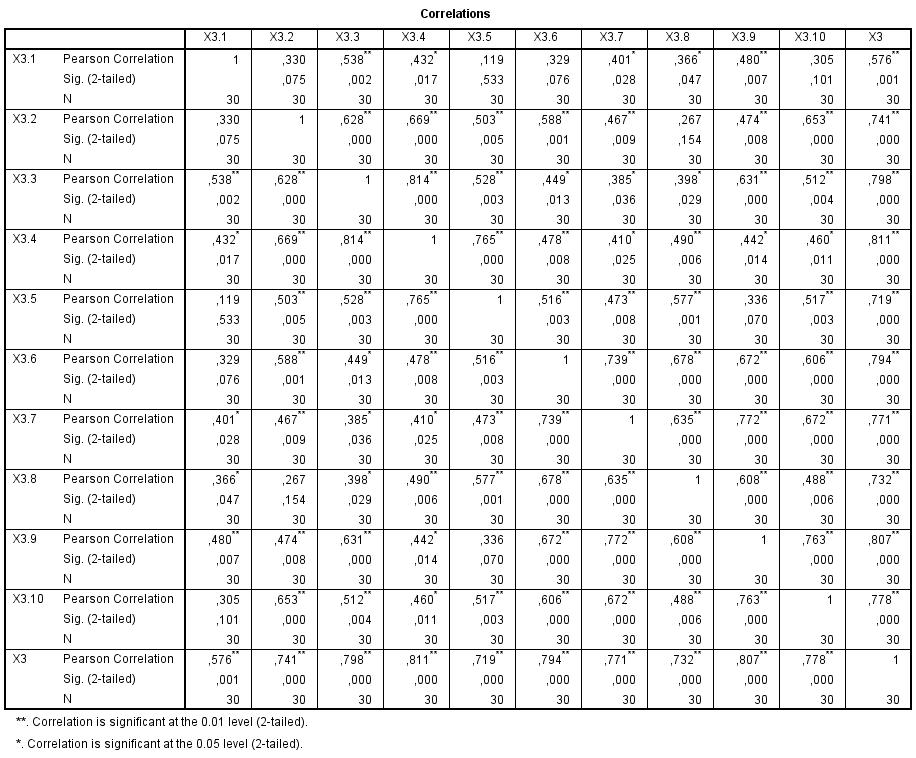 Correlations
X3.1 X3.2 X3.3 X3.4 X3.5 X3.6 X3.7 X3.8 X3.9 X3.10 X3
X3.1 Pearson Correlation 1 ,330 ,538** ,432* ,119 ,329 ,401* ,366* ,480** ,305 ,576**
Sig. (2-tailed) ,075 ,002 ,017 ,533 ,076 ,028 ,047 ,007 ,101 ,001
N 30 30 30 30 30 30 30 30 30 30 30
X3.2 Pearson Correlation ,330 1 ,628** ,669** ,503** ,588** ,467** ,267 ,474** ,653** ,741**
Sig. (2-tailed) ,075 ,000 ,000 ,005 ,001 ,009 ,154 ,008 ,000 ,000
N 30 30 30 30 30 30 30 30 30 30 30
X3.3 Pearson Correlation ,538** ,628** 1 ,814** ,528** ,449* ,385* ,398* ,631** ,512** ,798**
Sig. (2-tailed) ,002 ,000 ,000 ,003 ,013 ,036 ,029 ,000 ,004 ,000
N 30 30 30 30 30 30 30 30 30 30 30
X3.4 Pearson Correlation ,432* ,669** ,814** 1 ,765** ,478** ,410* ,490** ,442* ,460* ,811**
Sig. (2-tailed) ,017 ,000 ,000 ,000 ,008 ,025 ,006 ,014 ,011 ,000
N 30 30 30 30 30 30 30 30 30 30 30
X3.5 Pearson Correlation ,119 ,503** ,528** ,765** 1 ,516** ,473** ,577** ,336 ,517** ,719**
Sig. (2-tailed) ,533 ,005 ,003 ,000 ,003 ,008 ,001 ,070 ,003 ,000
N 30 30 30 30 30 30 30 30 30 30 30
X3.6 Pearson Correlation ,329 ,588** ,449* ,478** ,516** 1 ,739** ,678** ,672** ,606** ,794**
Sig. (2-tailed) ,076 ,001 ,013 ,008 ,003 ,000 ,000 ,000 ,000 ,000
N 30 30 30 30 30 30 30 30 30 30 30
X3.7 Pearson Correlation ,401* ,467** ,385* ,410* ,473** ,739** 1 ,635** ,772** ,672** ,771**
Sig. (2-tailed) ,028 ,009 ,036 ,025 ,008 ,000 ,000 ,000 ,000 ,000
N 30 30 30 30 30 30 30 30 30 30 30
X3.8 Pearson Correlation ,366* ,267 ,398* ,490** ,577** ,678** ,635** 1 ,608** ,488** ,732**
Sig. (2-tailed) ,047 ,154 ,029 ,006 ,001 ,000 ,000 ,000 ,006 ,000
N 30 30 30 30 30 30 30 30 30 30 30
X3.9 Pearson Correlation ,480** ,474** ,631** ,442* ,336 ,672** ,772** ,608** 1 ,763** ,807**
Sig. (2-tailed) ,007 ,008 ,000 ,014 ,070 ,000 ,000 ,000 ,000 ,000
N 30 30 30 30 30 30 30 30 30 30 30
X3.10 Pearson Correlation ,305 ,653** ,512** ,460* ,517** ,606** ,672** ,488** ,763** 1 ,778**
Sig. (2-tailed) ,101 ,000 ,004 ,011 ,003 ,000 ,000 ,006 ,000 ,000
N 30 30 30 30 30 30 30 30 30 30 30
X3 Pearson Correlation ,576** ,741** ,798** ,811** ,719** ,794** ,771** ,732** ,807** ,778** 1
Sig. (2-tailed) ,001 ,000 ,000 ,000 ,000 ,000 ,000 ,000 ,000 ,000
N 30 30 30 30 30 30 30 30 30 30 30
**. Correlation is significant at the 0.01 level (2-tailed).
*. Correlation is significant at the 0.05 level (2-tailed).